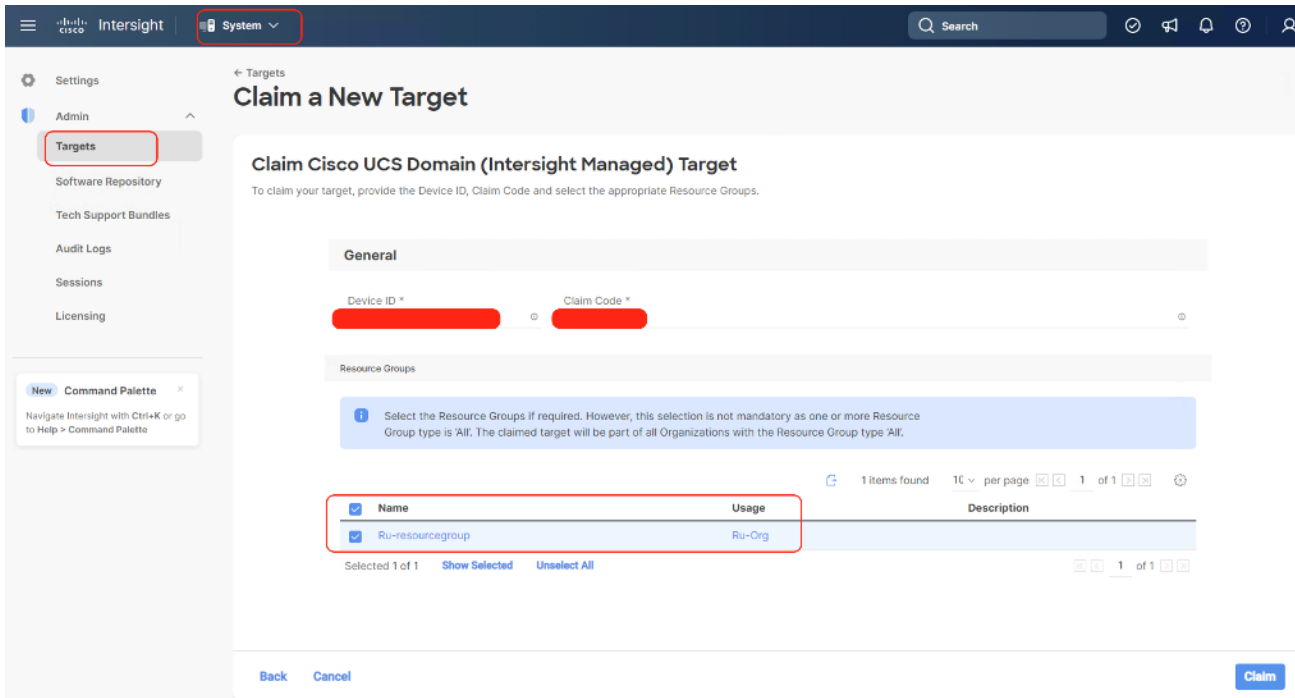 cisco Intersight System Search
Settings
Admin
Targets
Software Repository
Tech Support Bundles
Audit Logs
Sessions
Licensing
New Command Palette ×
Navigate Intersight with Ctrl+K or go
to Help > Command Palette
← Targets
Claim a New Target
Claim Cisco UCS Domain (Intersight Managed) Target
To claim your target, provide the Device ID, Claim Code and select the appropriate Resource Groups.
General
Device ID * Claim Code *
Resource Groups
Select the Resource Groups if required. However, this selection is not mandatory as one or more Resource
Group type is 'All'. The claimed target will be part of all Organizations with the Resource Group type 'All'.
1 items found 10 per page 1 of 1
Name Usage Description
Ru-resourcegroup Ru-Org
Selected 1 of 1 Show Selected Unselect All 1 of 1
Back Cancel Claim